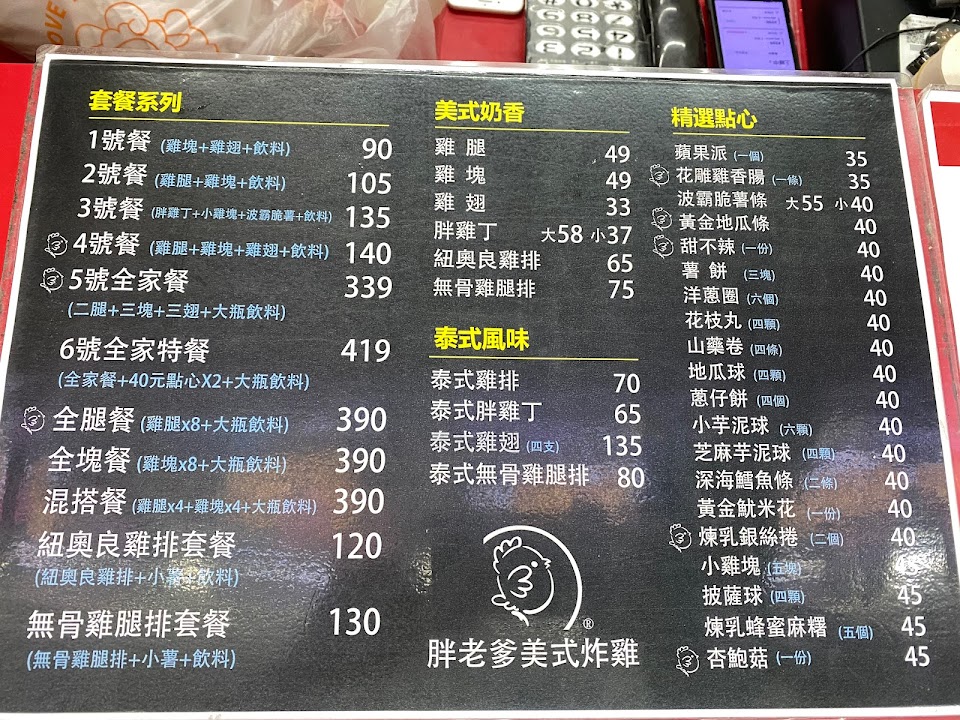 套餐系列
1號餐 (雞塊+雞翅+飲料) 90
2號餐 (雞腿+雞塊+飲料) 105
3號餐 (胖雞丁+小雞塊+波霸脆薯+飲料) 135
4號餐 (雞腿+雞塊+雞翅+飲料) 140
5號全家餐 339
(二腿+三塊+三翅+大瓶飲料)
6號全家特餐 419
(全家餐+40元點心X2+大瓶飲料)
全腿餐 (雞腿x8+大瓶飲料) 390
全塊餐 (雞塊x8+大瓶飲料) 390
混搭餐 (雞腿x4+雞塊x4+大瓶飲料) 390
紐奧良雞排套餐 120
(紐奧良雞排+小薯+飲料)
無骨雞腿排套餐 130
(無骨雞腿排+小薯+飲料)
美式奶香
雞腿 49
雞塊 49
雞翅 33
胖雞丁 大58 小37
紐奧良雞排 65
無骨雞腿排 75
泰式風味
泰式雞排 70
泰式胖雞丁 65
泰式雞翅 (四支) 135
泰式無骨雞腿排 80
®
胖老爹美式炸雞
精選點心
蘋果派 (一個) 35
花雕雞香腸 (一條) 35
波霸脆薯條 大55 小40
黃金地瓜條 40
甜不辣 (一份) 40
薯餅 (三塊) 40
洋蔥圈 (六個) 40
花枝丸 (四顆) 40
山藥卷 (四條) 40
地瓜球 (四顆) 40
蔥仔餅 (四個) 40
小芋泥球 (六顆) 40
芝麻芋泥球 (四顆) 40
深海鱈魚條 (二條) 40
黃金魷米花 (一份) 40
煉乳銀絲捲 (二個) 40
小雞塊 (五塊)
披薩球 (四顆) 45
煉乳蜂蜜麻糬 (五個) 45
杏鮑菇 (一份) 45